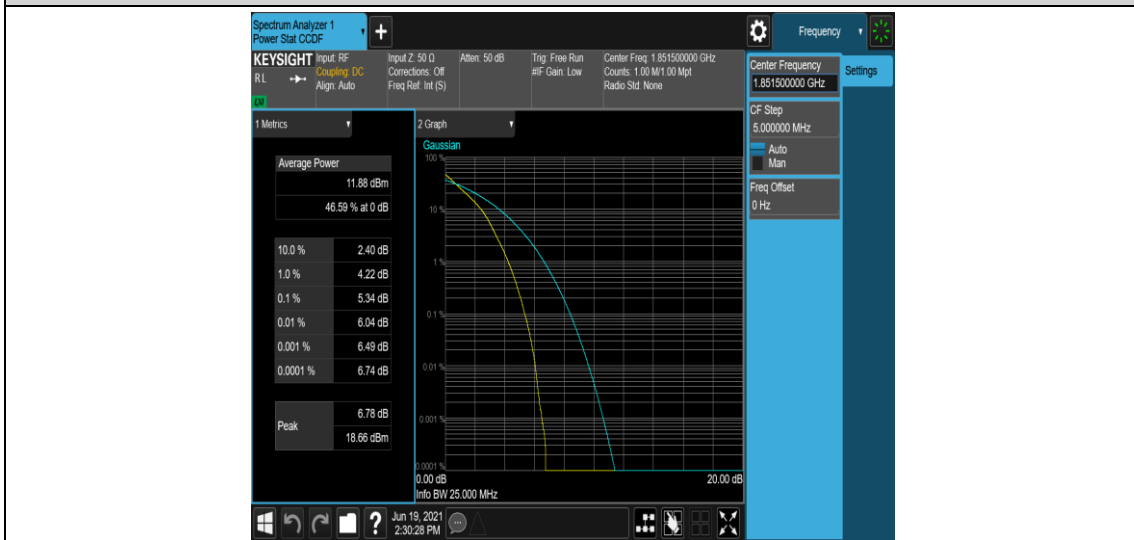 Spectrum Analyzer 1
Power Stat CCDF
+
Frequency
KEYSIGHT
RL
LXI
Input: RF
Coupling: DC
Align: Auto
Input Z: 50 Ω
Corrections: Off
Freq Ref: Int (S)
Atten: 50 dB
Trig: Free Run
#IF Gain: Low
Center Freq: 1.851500000 GHz
Counts: 1.00 M/1.00 Mpt
Radio Std: None
Center Frequency
1.851500000 GHz
Settings
CF Step
5.000000 MHz
Auto
Man
Freq Offset
0 Hz
1 Metrics
Average Power
11.88 dBm
46.59 % at 0 dB
10.0 % 2.40 dB
1.0 % 4.22 dB
0.1 % 5.34 dB
0.01 % 6.04 dB
0.001 % 6.49 dB
0.0001 % 6.74 dB
Peak 6.78 dB
18.66 dBm
2 Graph
Gaussian
100 %
10 %
1 %
0.1 %
0.01 %
0.001 %
0.0001 %
0.00 dB 20.00 dB
Info BW 25.000 MHz
?
Jun 19, 2021
2:30:28 PM